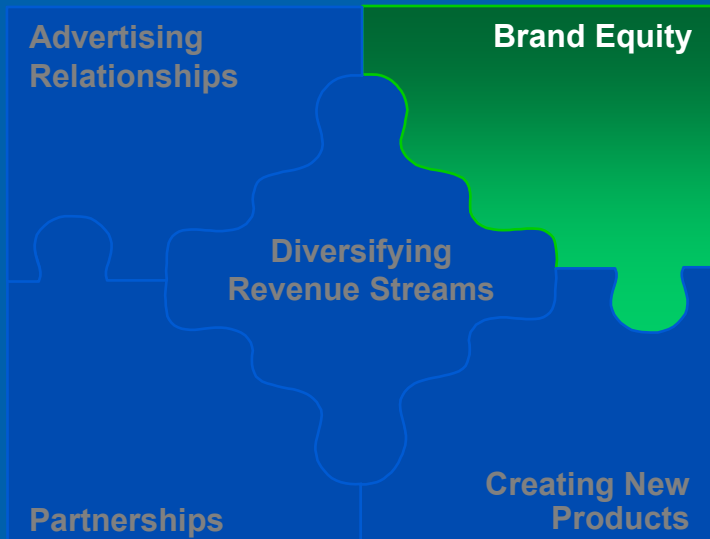 Advertising
Relationships
Brand Equity
Diversifying
Revenue Streams
Partnerships
Creating New
Products